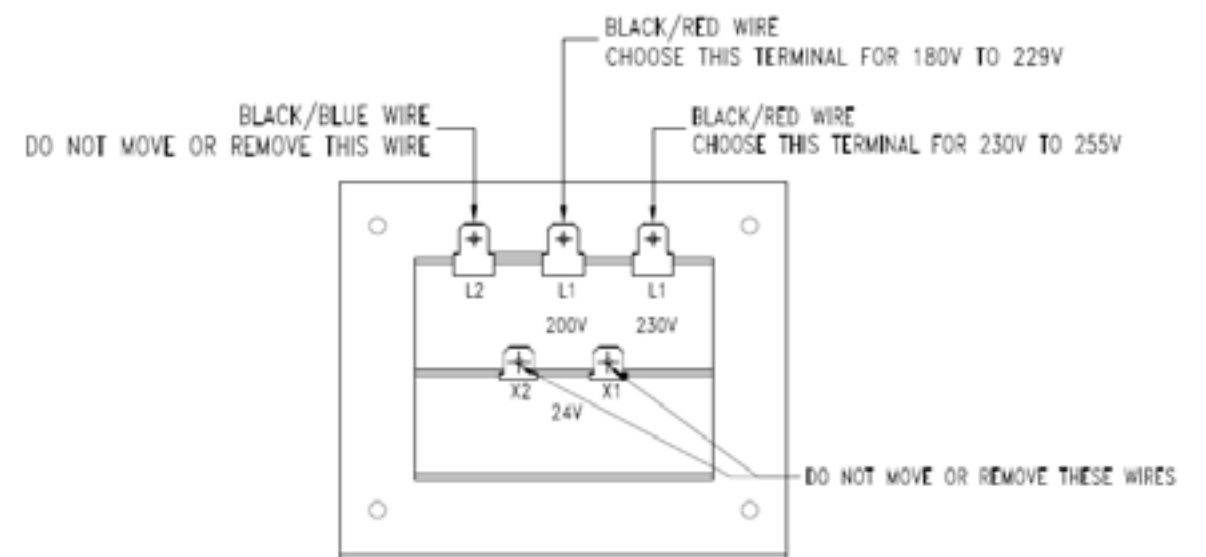 BLACK/RED WIRE
CHOOSE THIS TERMINAL FOR 180V TO 229V
BLACK/BLUE WIRE
DO NOT MOVE OR REMOVE THIS WIRE
BLACK/RED WIRE
CHOOSE THIS TERMINAL FOR 230V TO 255V
L2 L1 L1
200V 230V
X2 X1
24V
DO NOT MOVE OR REMOVE THESE WIRES